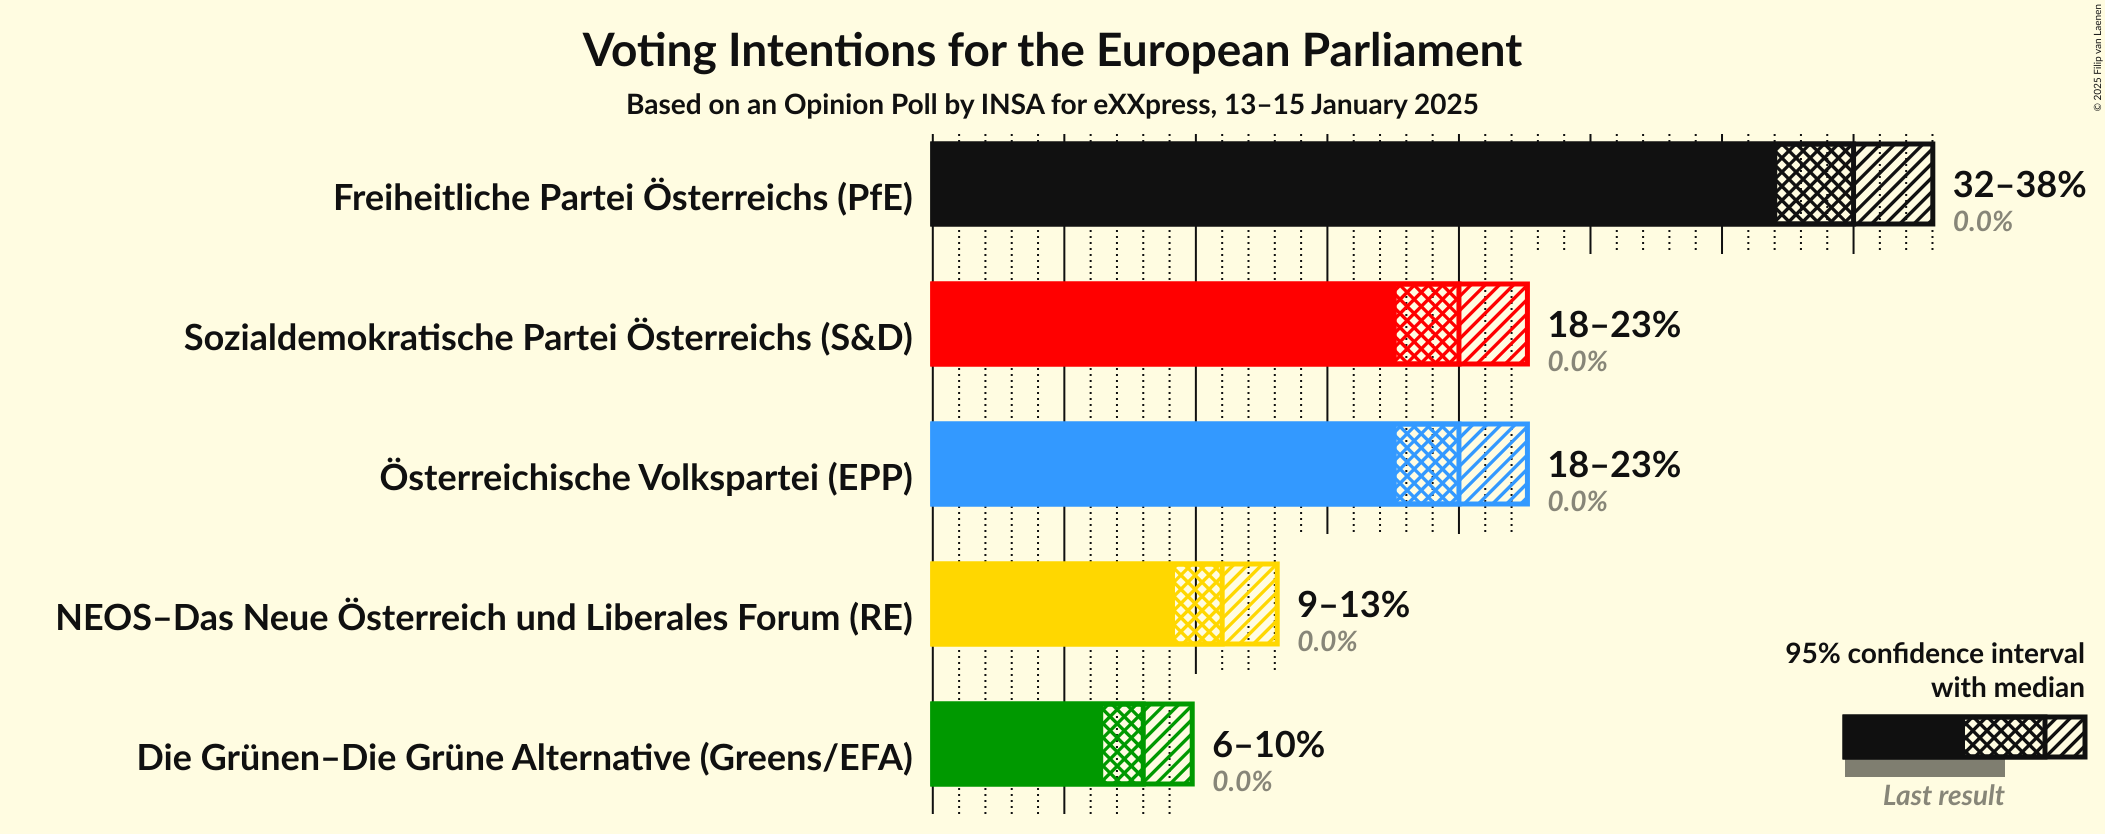 Voting Intentions for the European Parliament
Based on an Opinion Poll by INSA for eXXpress, 13–15 January 2025
© 2025 Filip van Laenen
Freiheitliche Partei Österreichs (PfE)
32–38%
0.0%
Sozialdemokratische Partei Österreichs (S&D)
18–23%
0.0%
Österreichische Volkspartei (EPP)
18–23%
0.0%
NEOS–Das Neue Österreich und Liberales Forum (RE)
9–13%
0.0%
Die Grünen–Die Grüne Alternative (Greens/EFA)
6–10%
0.0%
95% confidence interval
with median
Last result